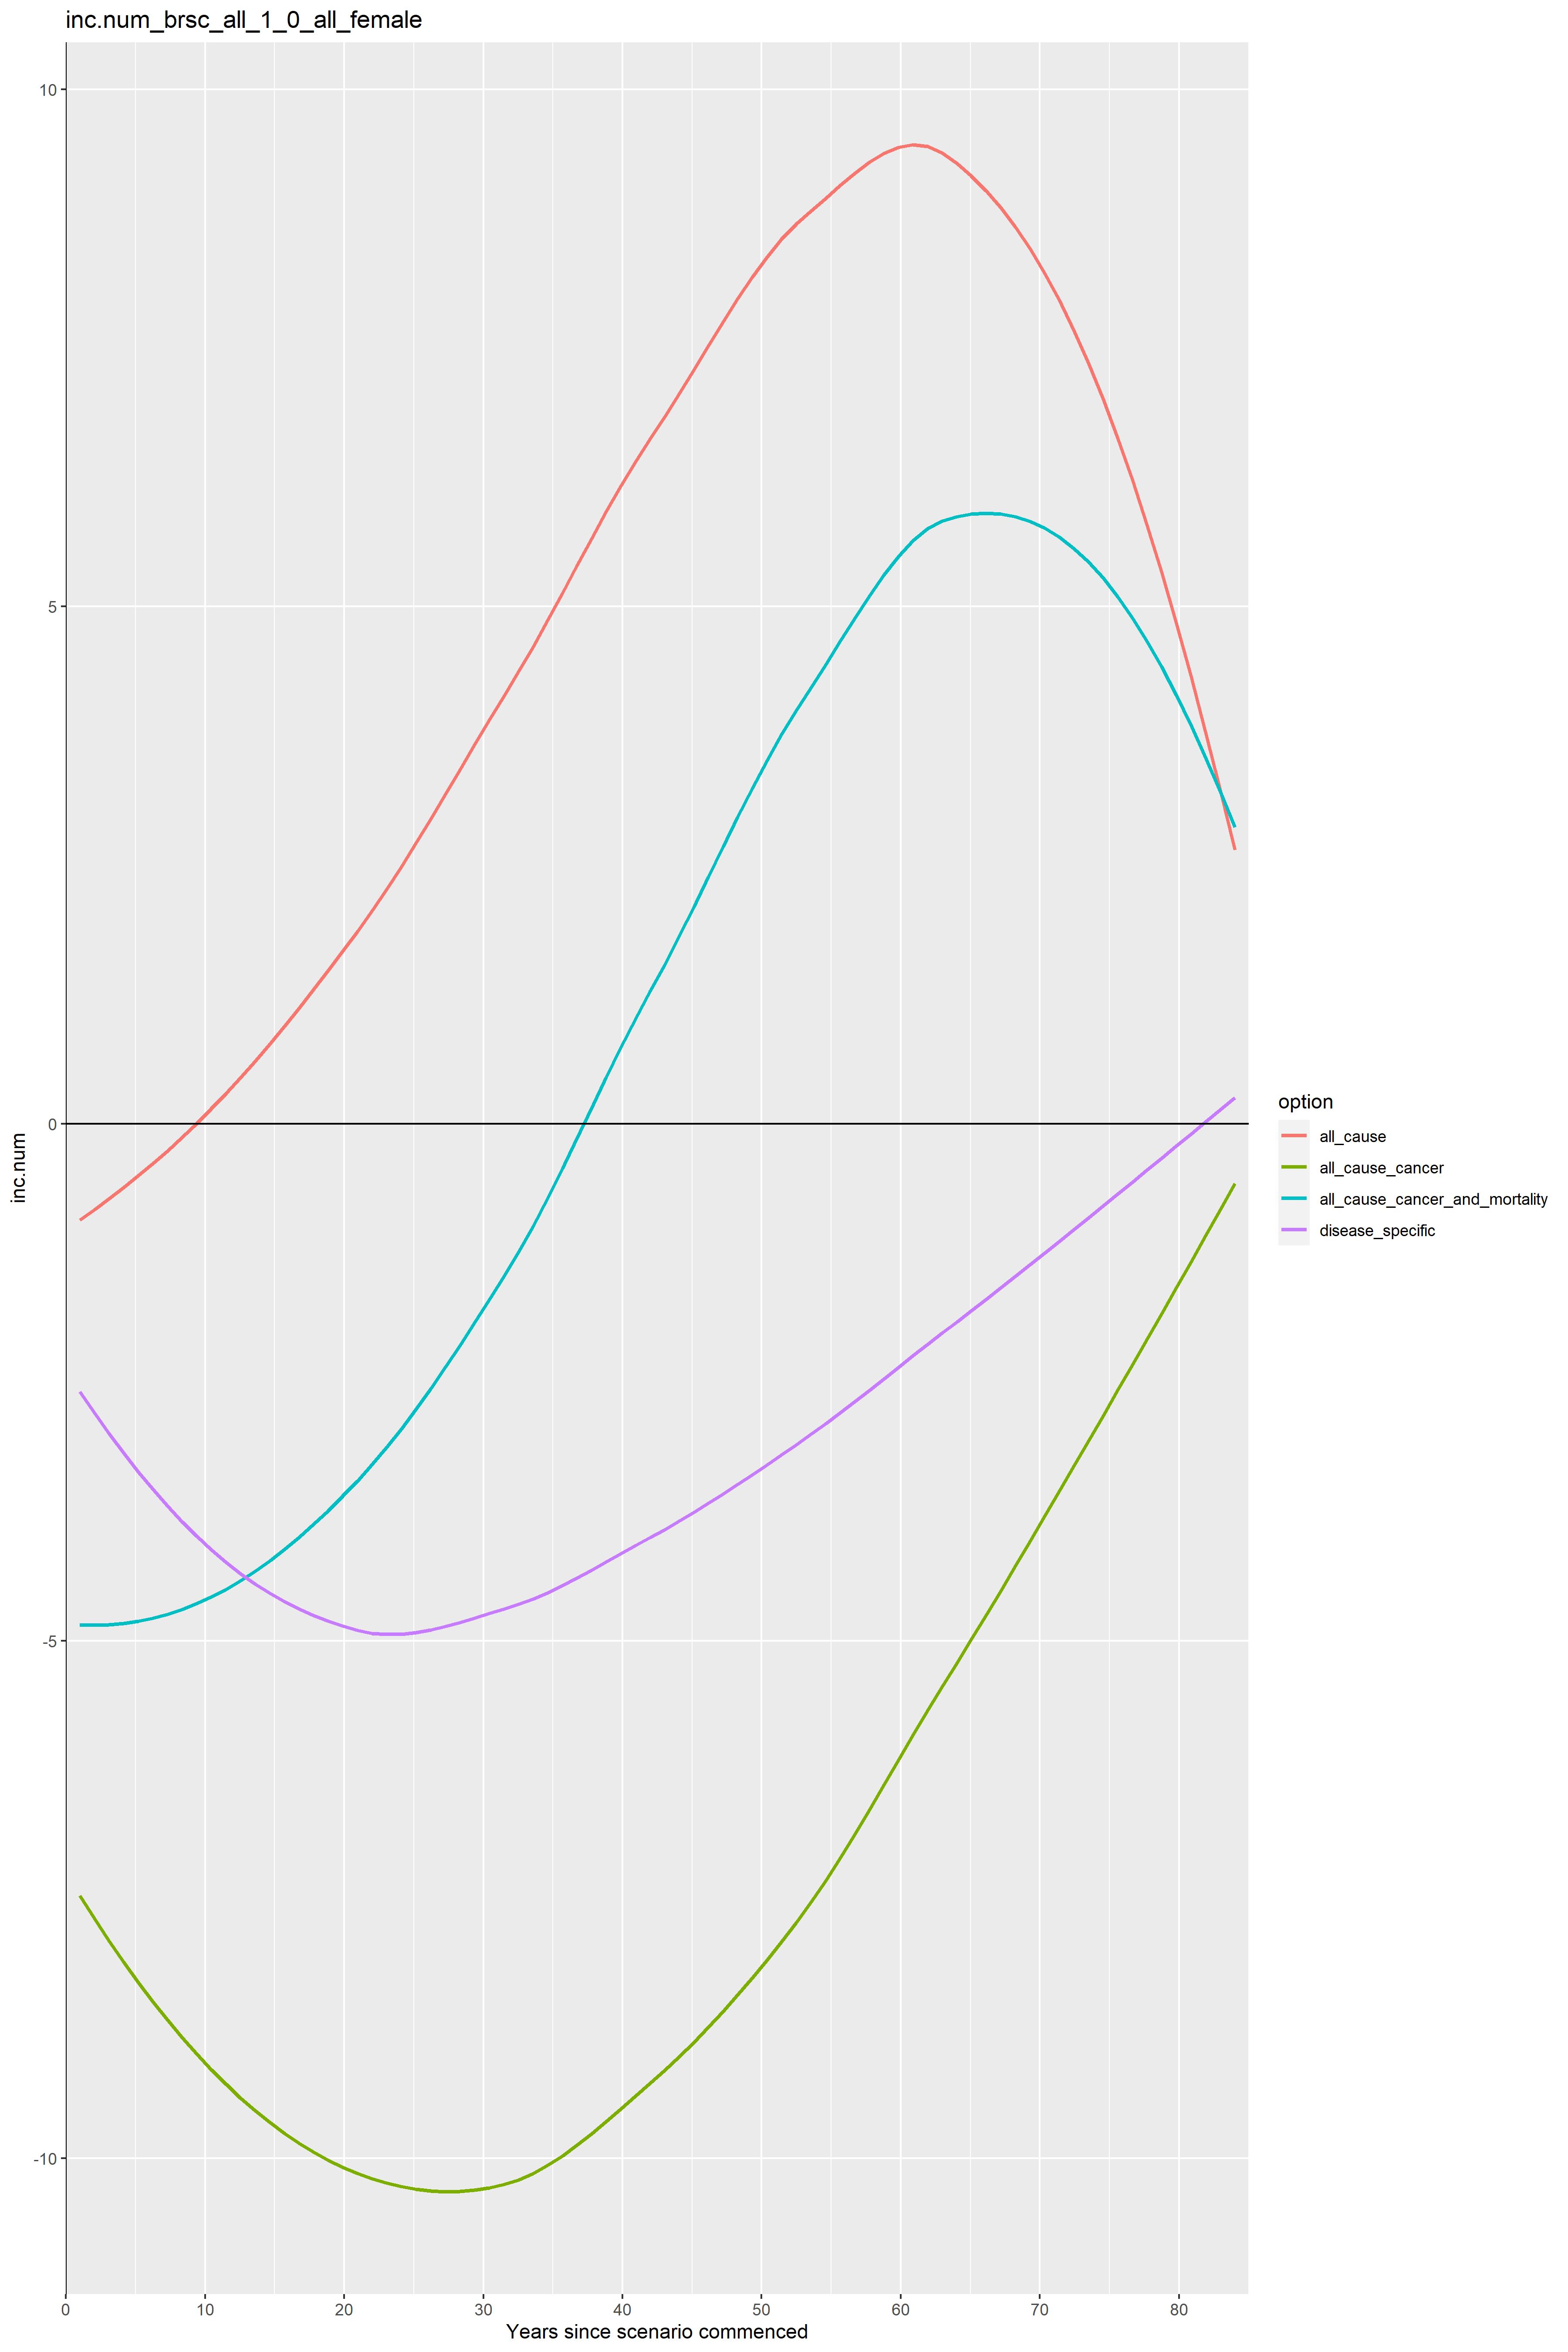 inc.num_brsc_all_1_0_all_female
10
5
0
-5
-10
inc.num
0 10 20 30 40 50 60 70 80
Years since scenario commenced
option
all_cause
all_cause_cancer
all_cause_cancer_and_mortality
disease_specific